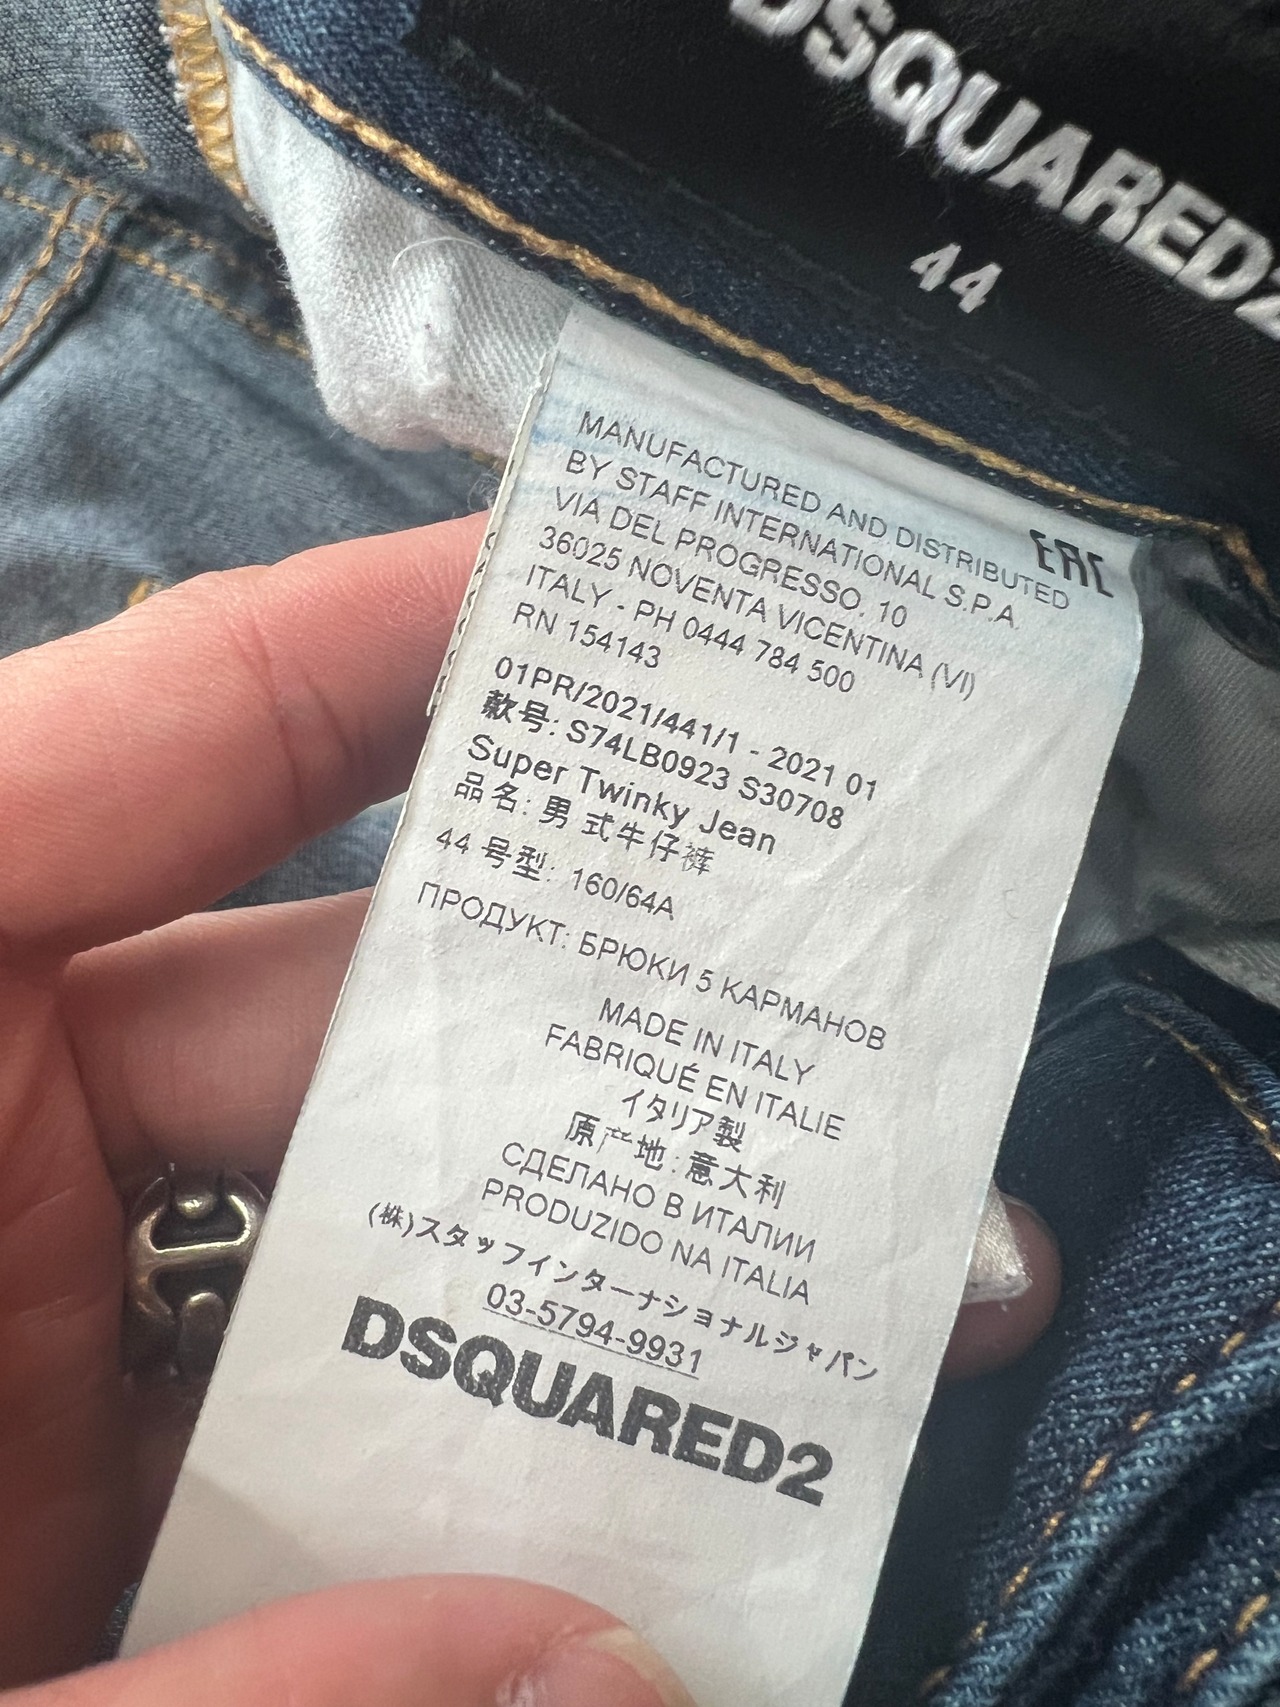 DSQUARED2
44
EAC
MANUFACTURED AND DISTRIBUTED
BY STAFF INTERNATIONAL S.P.A.
VIA DEL PROGRESSO, 10
36025 NOVENTA VICENTINA (VI)
ITALY - PH 0444 784 500
RN 154143
01PR/2021/441/1 - 2021 01
款号: S74LB0923 S30708
Super Twinky Jean
品名: 男式牛仔裤
44 号型: 160/64A
ПРОДУКТ: БРЮКИ 5 КАРМАНОВ
MADE IN ITALY
FABRIQUÉ EN ITALIE
イタリア製
原产地: 意大利
СДЕЛАНО В ИТАЛИИ
PRODUZIDO NA ITALIA
(株)スタッフインターナショナルジャパン
03-5794-9931
DSQUARED2